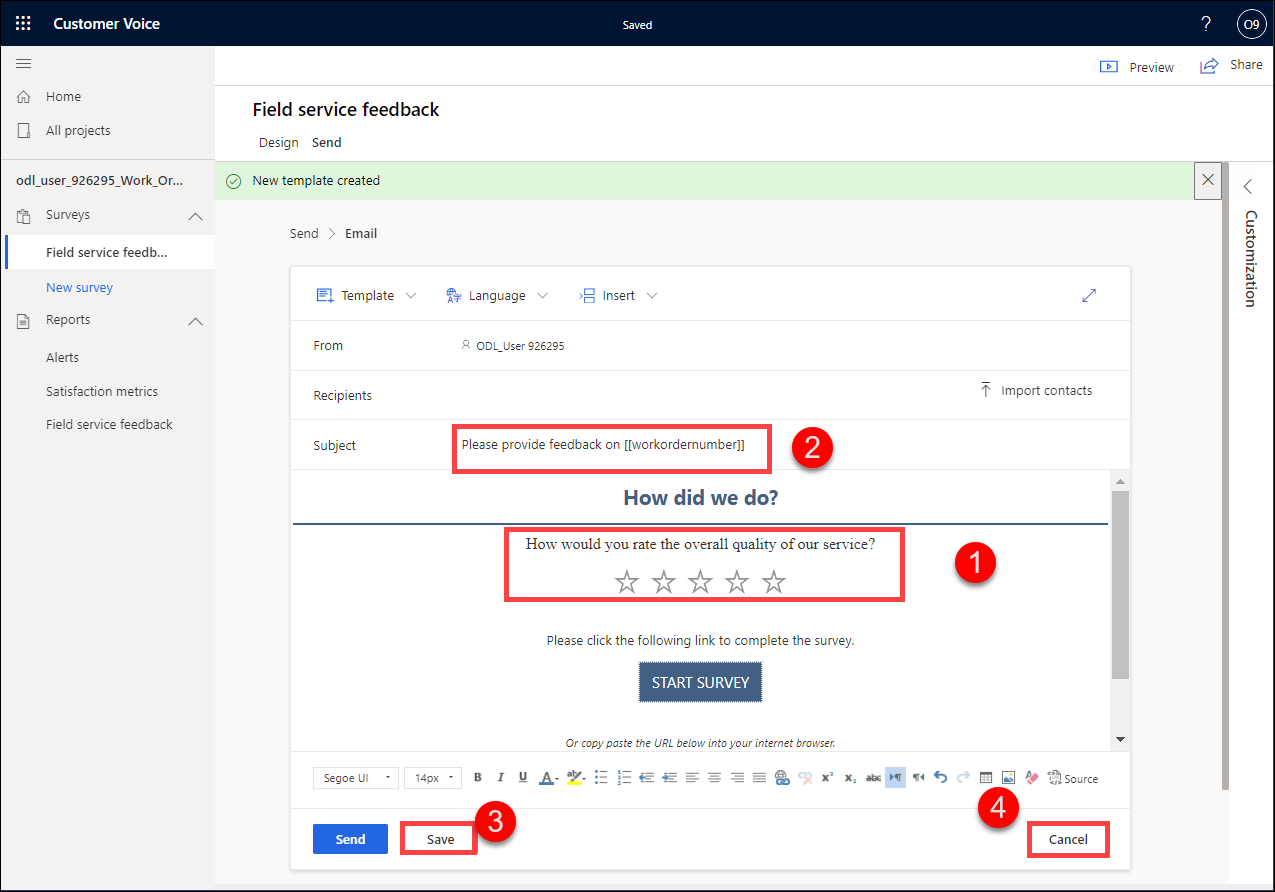 Customer Voice
Saved
?
O9
Preview
Share
Home
All projects
odl_user_926295_Work_Or...
Surveys
Field service feedb...
New survey
Reports
Alerts
Satisfaction metrics
Field service feedback
Field service feedback
Design Send
New template created
Customization
Send > Email
Template Language Insert
From ODL_User 926295
Recipients Import contacts
Subject Please provide feedback on [[workordernumber]] 2
How did we do?
How would you rate the overall quality of our service?
1
Please click the following link to complete the survey.
START SURVEY
Or copy paste the URL below into your internet browser.
Segoe UI 14px B I U A ab x² x₂ abc Source
3 4
Send Save Cancel